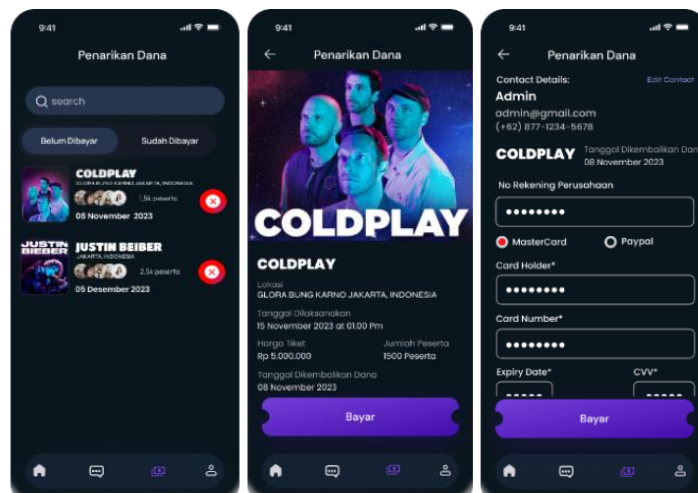 9:41
Penarikan Dana
search
Belum Dibayar
Sudah Dibayar
COLDPLAY
GLORA BUNG KARNO JAKARTA, INDONESIA
1,5k peserta
08 November 2023
JUSTIN
BIEBER
JUSTIN BEIBER
JAKARTA, INDONESIA
2.5k peserta
05 Desember 2023
9:41
Penarikan Dana
COLDPLAY
COLDPLAY
Lokasi
GLORA BUNG KARNO JAKARTA, INDONESIA
Tanggal Dilaksanakan
15 November 2023 at 01.00 Pm
Harga Tiket
Jumlah Peserta
Rp 5.000.000
1500 Peserta
Tanggal Dikembalikan Dana
08 November 2023
Bayar
9:41
Penarikan Dana
Contact Details:
Edit Contact
Admin
admin@gmail.com
(+62) 877-1234-5678
COLDPLAY
Tanggal Dikembalikan Dan
08 November 2023
No Rekening Perusahaan
MasterCard
Paypal
Card Holder*
Card Number*
Expiry Date*
CVV*
Bayar